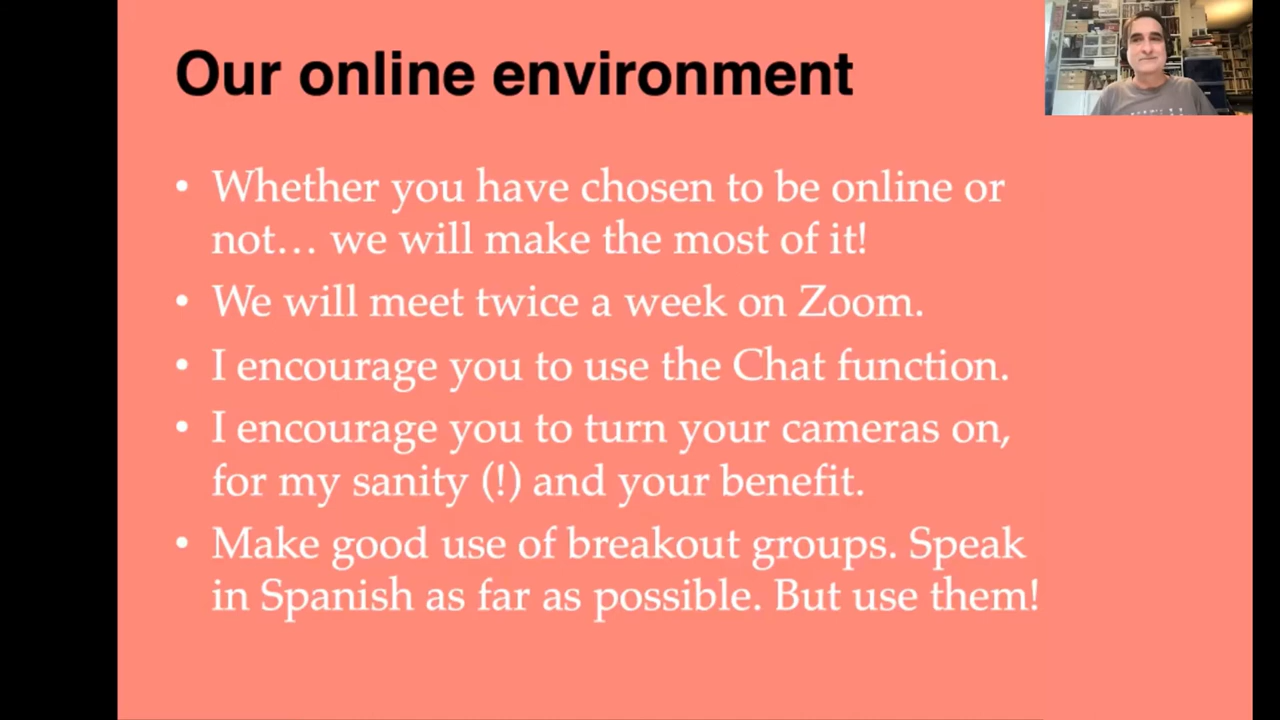 Our online environment
• Whether you have chosen to be online or
not… we will make the most of it!
• We will meet twice a week on Zoom.
• I encourage you to use the Chat function.
• I encourage you to turn your cameras on,
for my sanity (!) and your benefit.
• Make good use of breakout groups. Speak
in Spanish as far as possible. But use them!